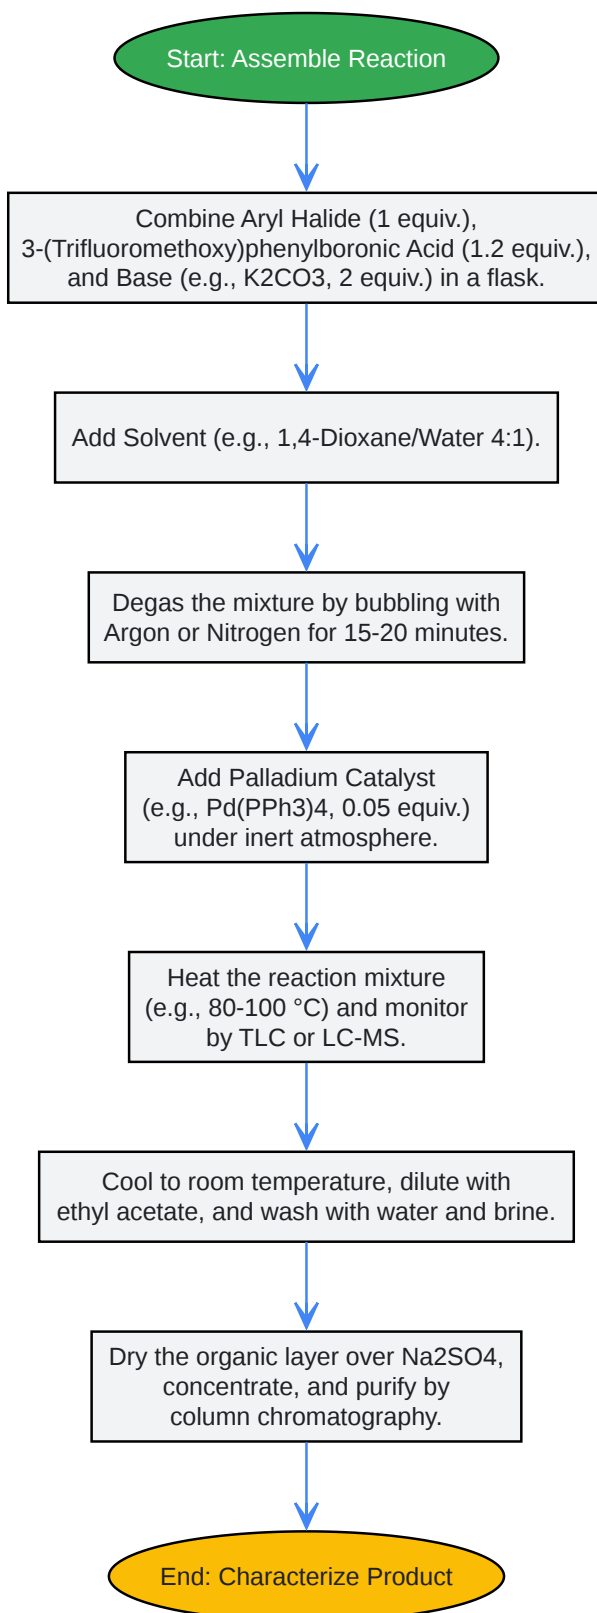 Start: Assemble Reaction
Combine Aryl Halide (1 equiv.),
3-(Trifluoromethoxy)phenylboronic Acid (1.2 equiv.),
and Base (e.g., K2CO3, 2 equiv.) in a flask.
Add Solvent (e.g., 1,4-Dioxane/Water 4:1).
Degas the mixture by bubbling with
Argon or Nitrogen for 15-20 minutes.
Add Palladium Catalyst
(e.g., Pd(PPh3)4, 0.05 equiv.)
under inert atmosphere.
Heat the reaction mixture
(e.g., 80-100 °C) and monitor
by TLC or LC-MS.
Cool to room temperature, dilute with
ethyl acetate, and wash with water and brine.
Dry the organic layer over Na2SO4,
concentrate, and purify by
column chromatography.
End: Characterize Product